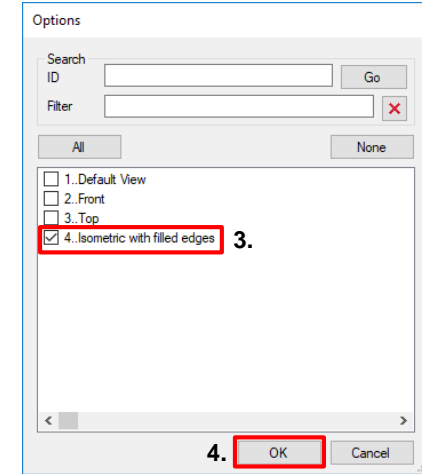 Options
Search
ID
Go
Filter
All
None
1..Default View
2..Front
3..Top
4..Isometric with filled edges
3.
4.
OK
Cancel